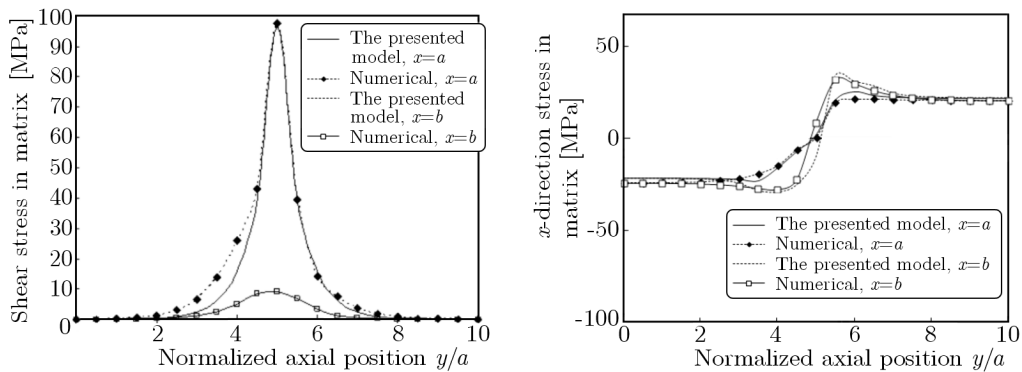 Shear stress in matrix [MPa]
100
90
80
70
60
50
40
30
20
10
0
2
4
6
8
10
Normalized axial position y/a
The presented
model, x=a
Numerical, x=a
The presented
model, x=b
Numerical, x=b
x-direction stress in
matrix [MPa]
50
0
-50
-100
0
2
4
6
8
10
Normalized axial position y/a
The presented model, x=a
Numerical, x=a
The presented model, x=b
Numerical, x=b